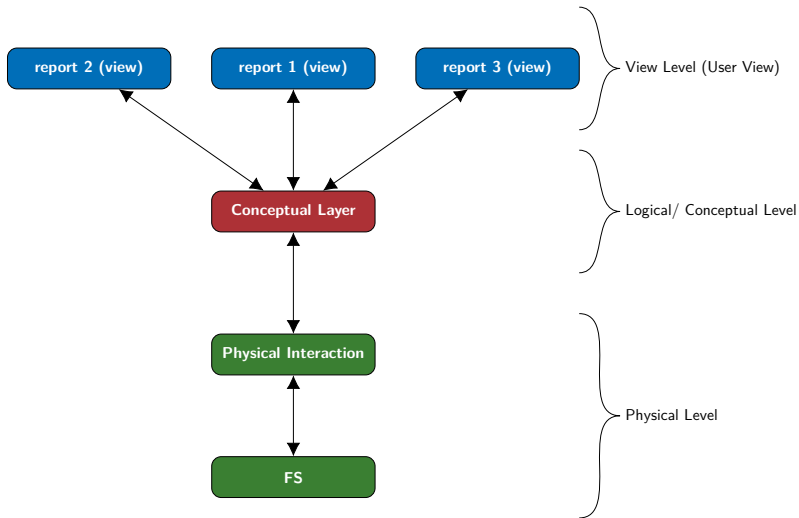 report 2 (view)
report 1 (view)
report 3 (view)
View Level (User View)
Conceptual Layer
Logical/ Conceptual Level
Physical Interaction
Physical Level
FS